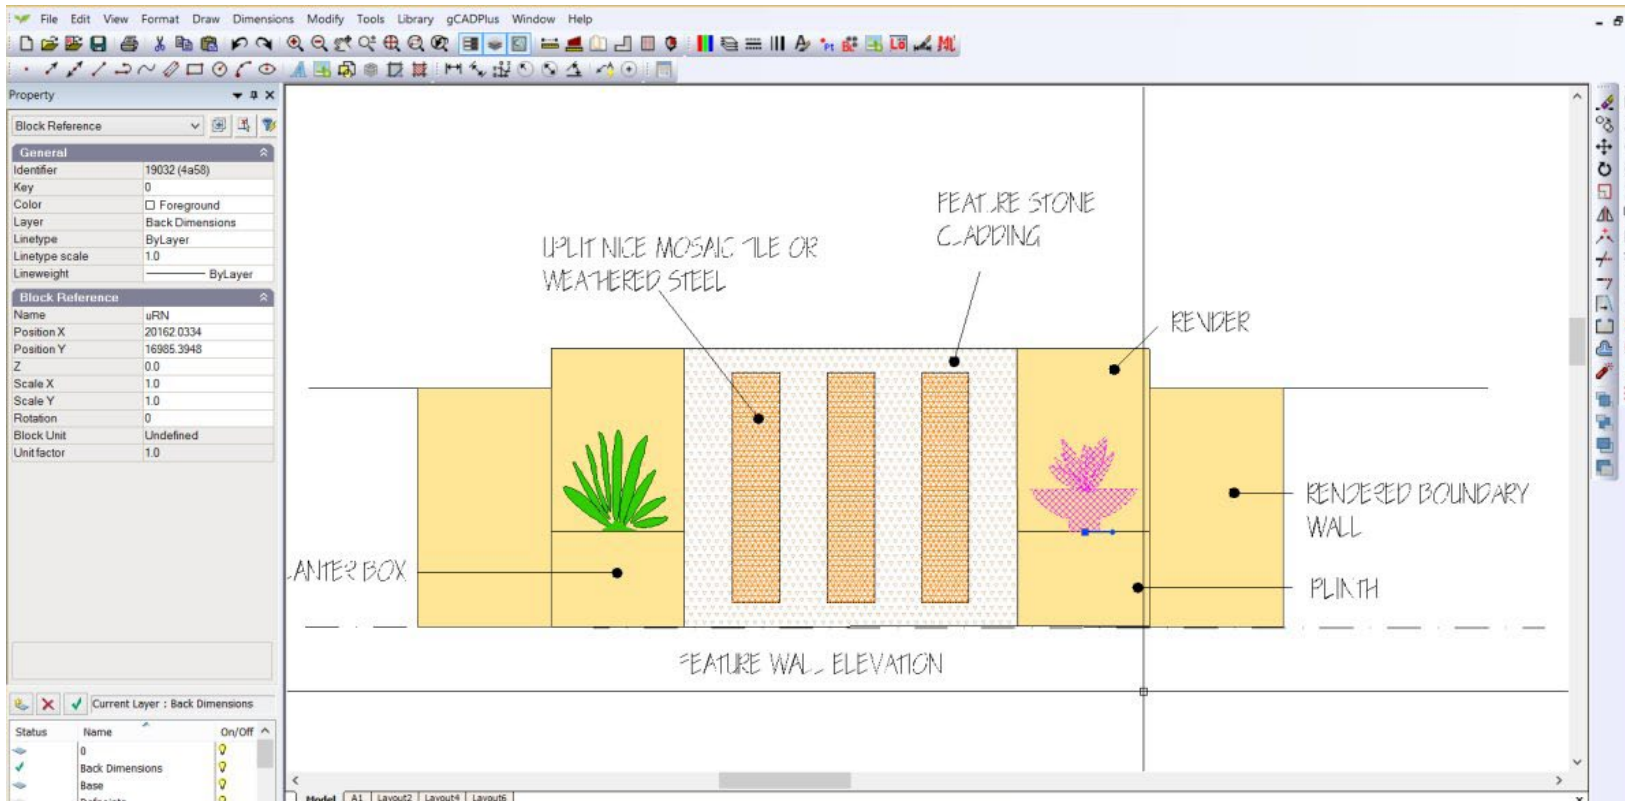 File Edit View Format Draw Dimensions Modify Tools Library gCADPlus Window Help
Property
Block Reference
General
Identifier 19032 (4a58)
Key 0
Color Foreground
Layer Back Dimensions
Linetype ByLayer
Linetype scale 1.0
Lineweight ByLayer
Block Reference
Name uRN
Position X 20162.0334
Position Y 16985.3948
Z 0.0
Scale X 1.0
Scale Y 1.0
Rotation 0
Block Unit Undefined
Unit factor 1.0
Current Layer : Back Dimensions
Status Name On/Off
0
Back Dimensions
Base
FEATURE STONE
CLADDING
UPLIT NICE MOSAIC TILE OR
WEATHERED STEEL
RENDER
RENDERED BOUNDARY
WALL
LANTER BOX
PLINTH
FEATURE WALL ELEVATION
Model A1 Layout2 Layout4 Layout6